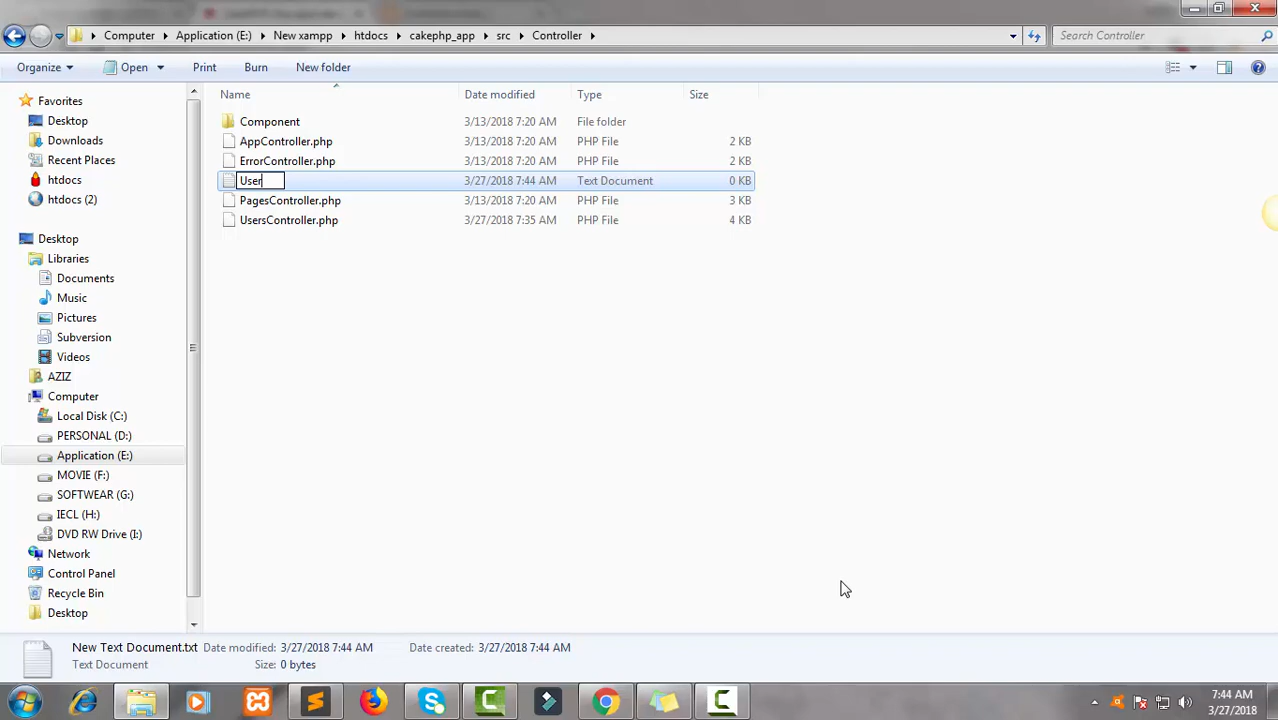 Computer ▸ Application (E:) ▸ New xampp ▸ htdocs ▸ cakephp_app ▸ src ▸ Controller ▸
Search Controller
Organize Open Print Burn New folder
Name Date modified Type Size
Component 3/13/2018 7:20 AM File folder
AppController.php 3/13/2018 7:20 AM PHP File 2 KB
ErrorController.php 3/13/2018 7:20 AM PHP File 2 KB
User 3/27/2018 7:44 AM Text Document 0 KB
PagesController.php 3/13/2018 7:20 AM PHP File 3 KB
UsersController.php 3/27/2018 7:35 AM PHP File 4 KB
Favorites
Desktop
Downloads
Recent Places
htdocs
htdocs (2)
Desktop
Libraries
Documents
Music
Pictures
Subversion
Videos
AZIZ
Computer
Local Disk (C:)
PERSONAL (D:)
Application (E:)
MOVIE (F:)
SOFTWEAR (G:)
IECL (H:)
DVD RW Drive (I:)
Network
Control Panel
Recycle Bin
Desktop
New Text Document.txt Date modified: 3/27/2018 7:44 AM Date created: 3/27/2018 7:44 AM
Text Document Size: 0 bytes
7:44 AM
3/27/2018